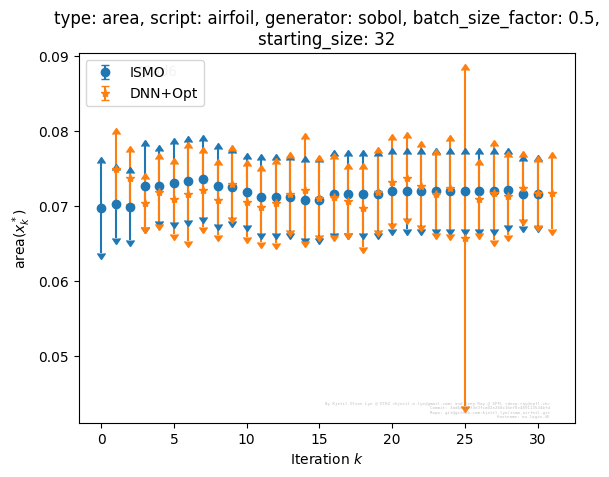 type: area, script: airfoil, generator: sobol, batch_size_factor: 0.5,
starting_size: 32
ISMO
DNN+Opt
area(x_k^*)
0.09
0.08
0.07
0.06
0.05
0
5
10
15
20
25
30
Iteration k